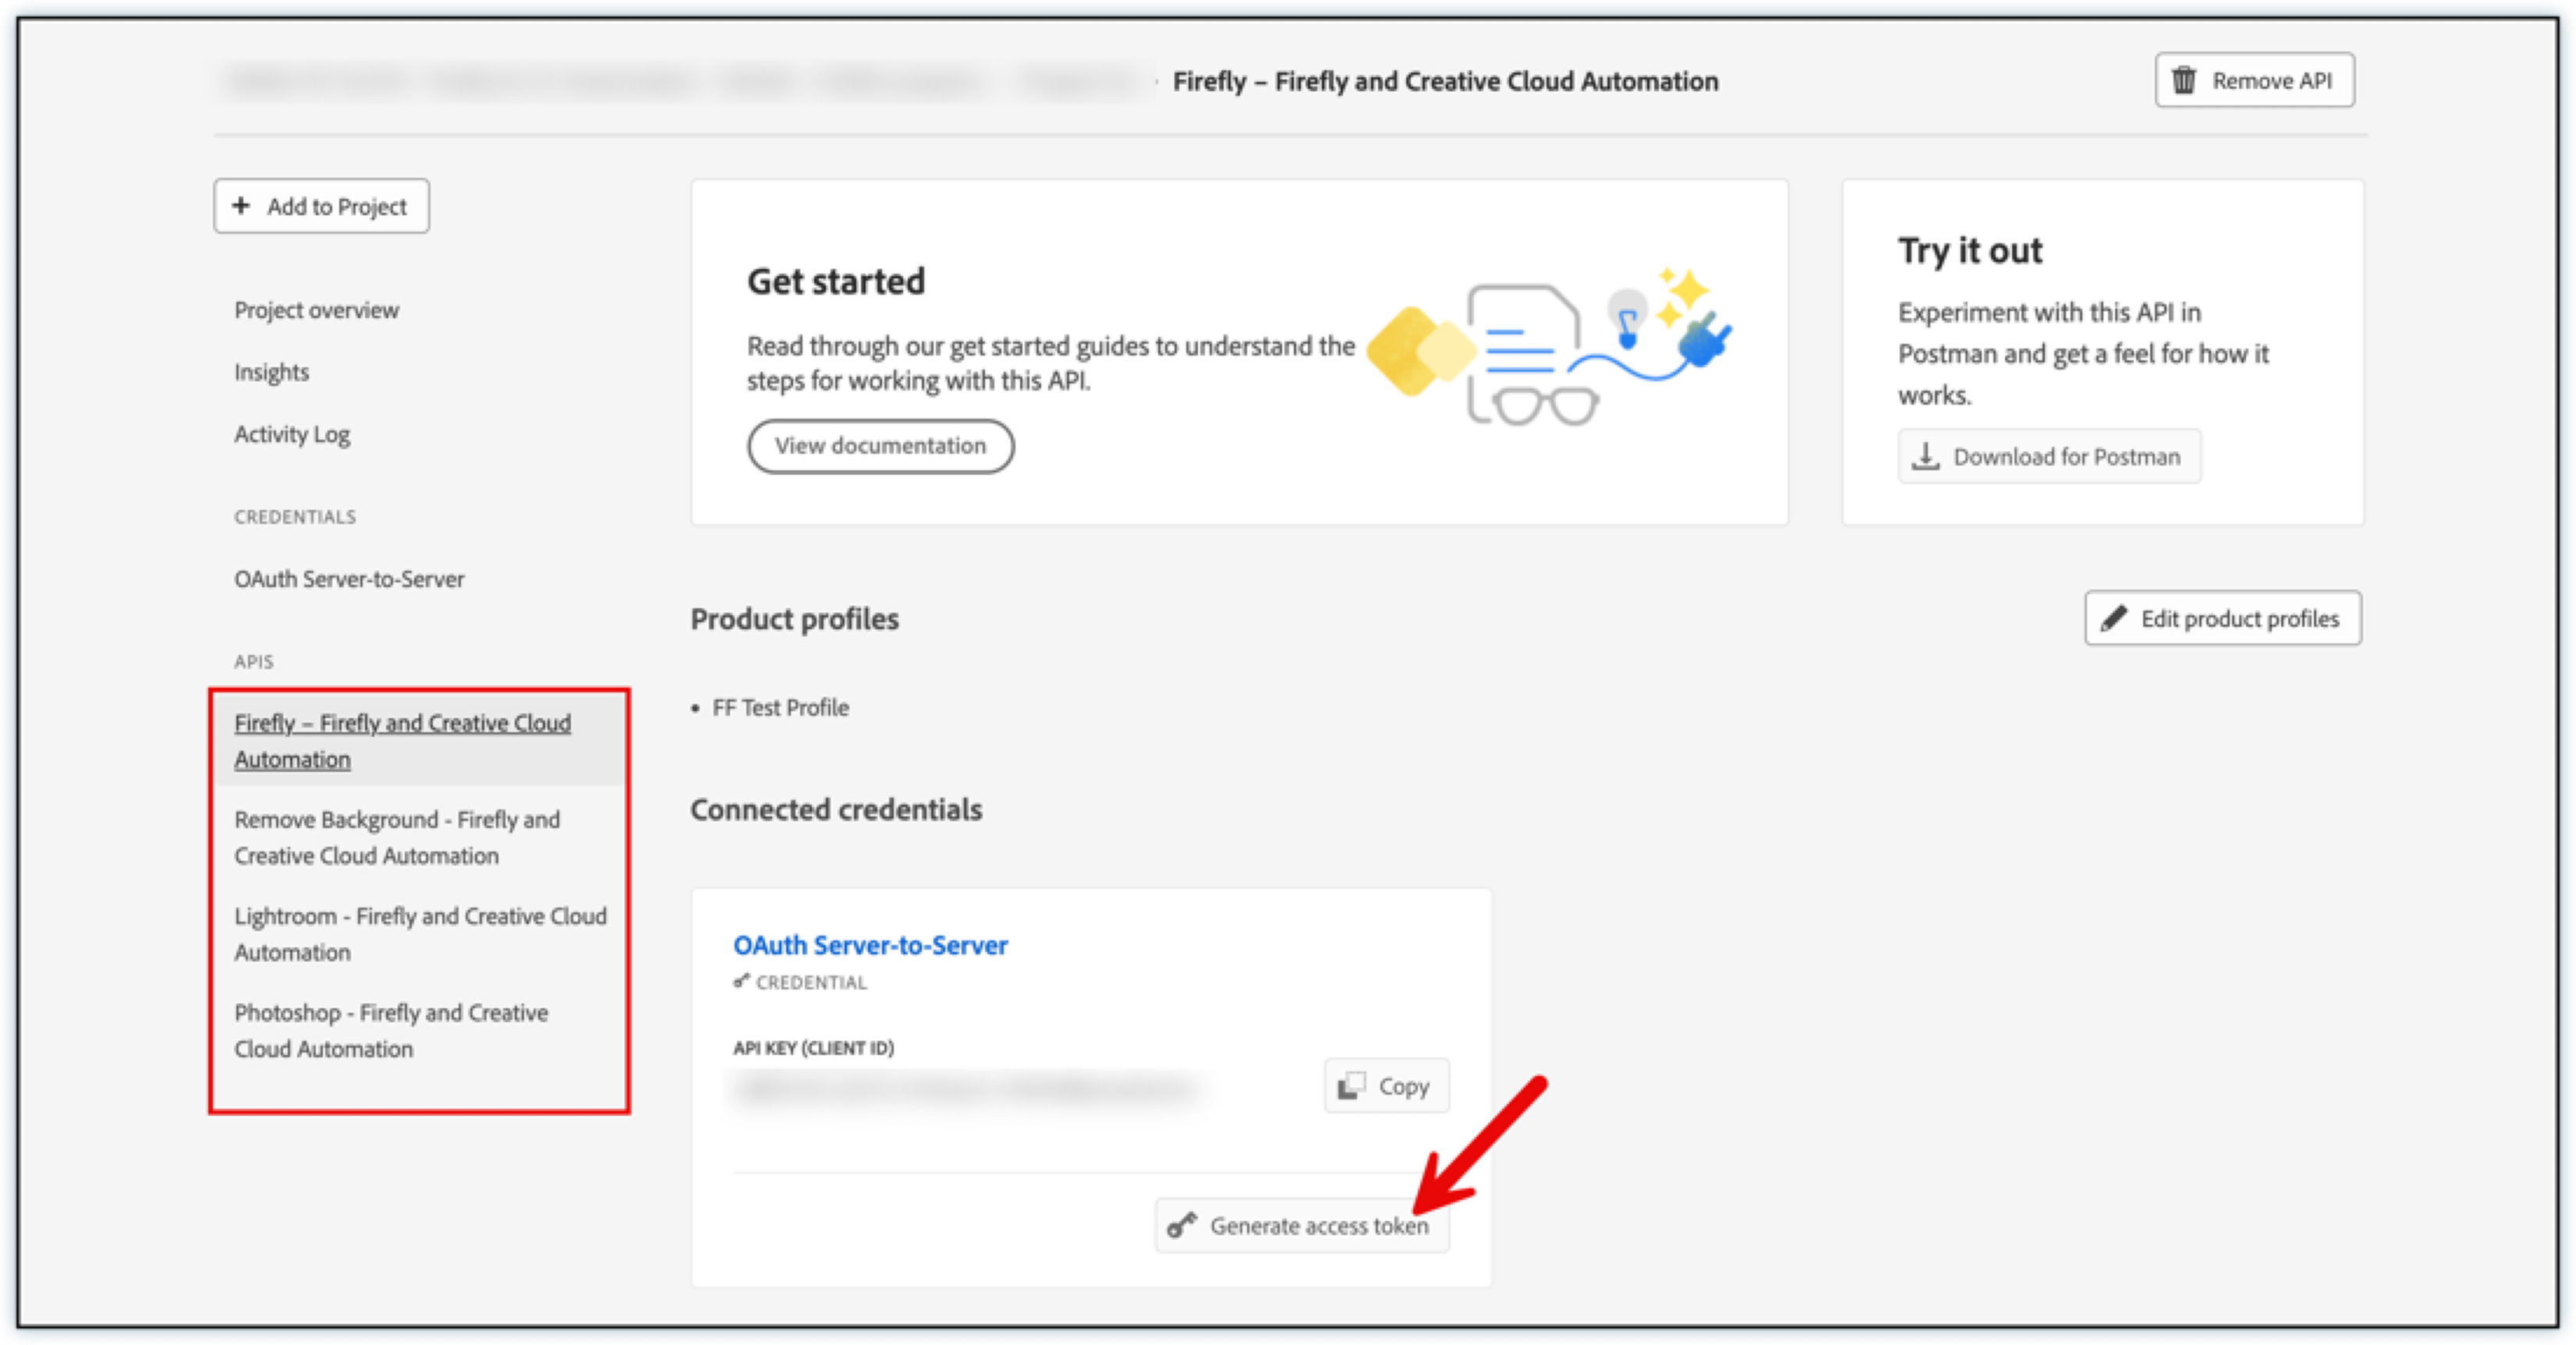 Firefly – Firefly and Creative Cloud Automation
Remove API
Add to Project
Project overview
Insights
Activity Log
CREDENTIALS
OAuth Server-to-Server
APIS
Firefly – Firefly and Creative Cloud
Automation
Remove Background - Firefly and
Creative Cloud Automation
Lightroom - Firefly and Creative Cloud
Automation
Photoshop - Firefly and Creative
Cloud Automation
Get started
Read through our get started guides to understand the
steps for working with this API.
View documentation
Try it out
Experiment with this API in
Postman and get a feel for how it
works.
Download for Postman
Product profiles
Edit product profiles
• FF Test Profile
Connected credentials
OAuth Server-to-Server
CREDENTIAL
API KEY (CLIENT ID)
Copy
Generate access token